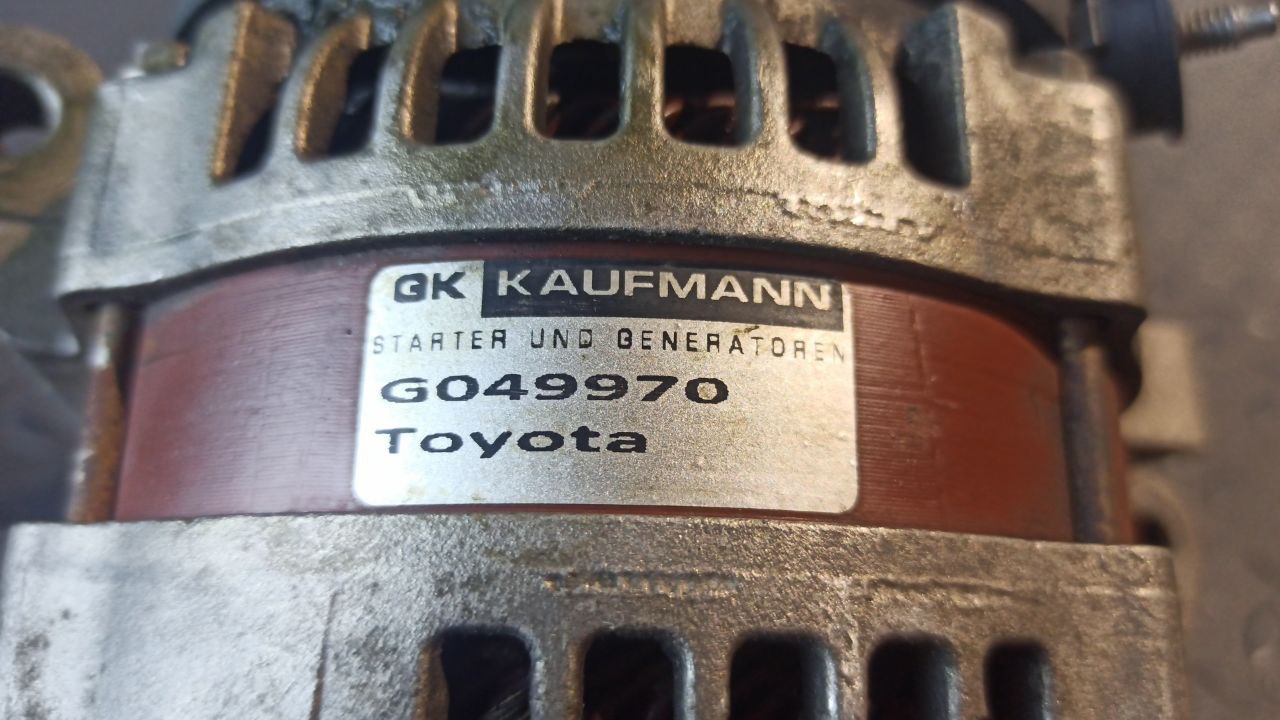 GK KAUFMANN
STARTER UND GENERATOREN
G049970
Toyota